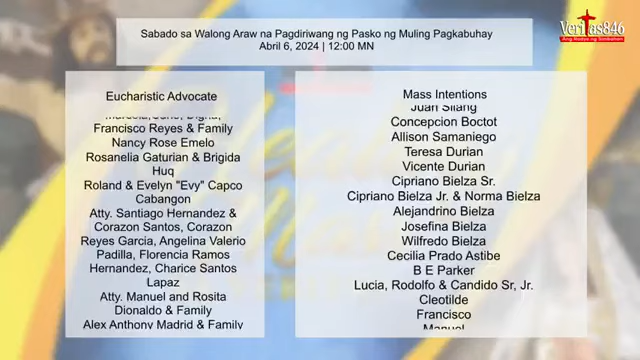 Sabado sa Walong Araw na Pagdiriwang ng Pasko ng Muling Pagkabuhay
Abril 6, 2024 | 12:00 MN
Veritas846
Ang Radyo ng Simbahan
Eucharistic Advocate
Francisco Reyes & Family
Nancy Rose Emelo
Rosanelia Gaturian & Brigida
Huq
Roland & Evelyn "Evy" Capco
Cabangon
Atty. Santiago Hernandez &
Corazon Santos, Corazon
Reyes Garcia, Angelina Valerio
Padilla, Florencia Ramos
Hernandez, Charice Santos
Lapaz
Atty. Manuel and Rosita
Dionaldo & Family
Alex Anthony Madrid & Family
Mass Intentions
Juan Silang
Concepcion Boctot
Allison Samaniego
Teresa Durian
Vicente Durian
Cipriano Bielza Sr.
Cipriano Bielza Jr. & Norma Bielza
Alejandrino Bielza
Josefina Bielza
Wilfredo Bielza
Cecilia Prado Astibe
B E Parker
Lucia, Rodolfo & Candido Sr, Jr.
Cleotilde
Francisco
Manuel